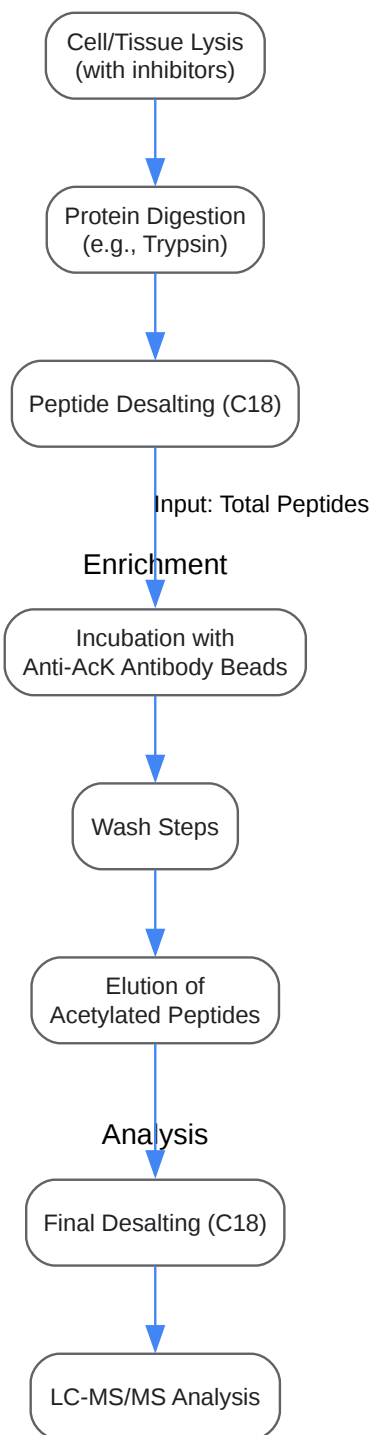 Cell/Tissue Lysis
(with inhibitors)
Protein Digestion
(e.g., Trypsin)
Peptide Desalting (C18)
Input: Total Peptides
Enrichment
Incubation with
Anti-AcK Antibody Beads
Wash Steps
Elution of
Acetylated Peptides
Analysis
Final Desalting (C18)
LC-MS/MS Analysis